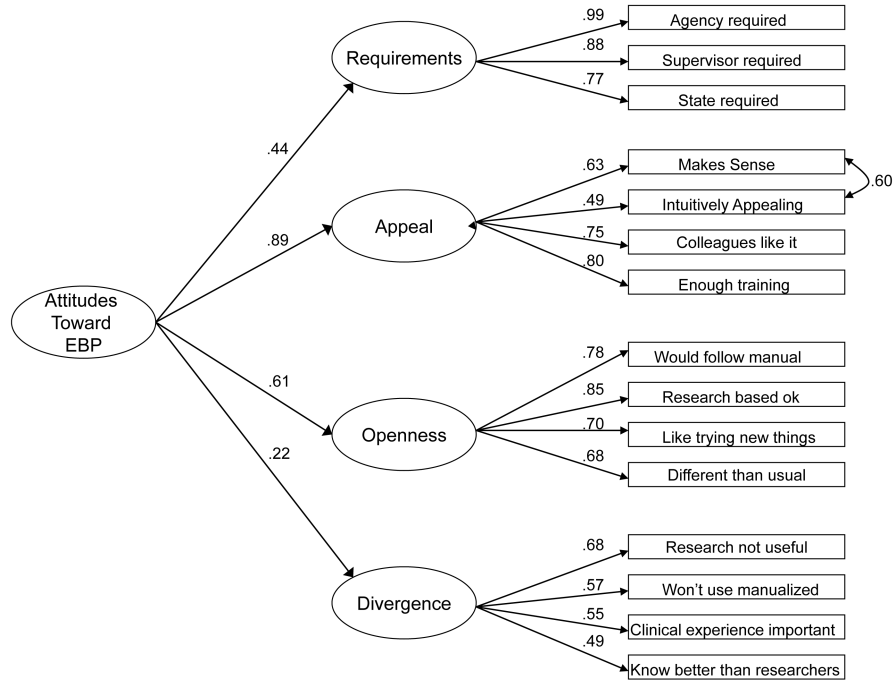 .99
Agency required
Requirements
.88
Supervisor required
.77
State required
.44
.63
Makes Sense
.60
.49
Intuitively Appealing
Appeal
.75
Colleagues like it
.89
.80
Enough training
Attitudes
Toward
EBP
.78
Would follow manual
.85
Research based ok
.61
Openness
.70
Like trying new things
.68
Different than usual
.22
.68
Research not useful
.57
Won't use manualized
Divergence
.55
Clinical experience important
.49
Know better than researchers